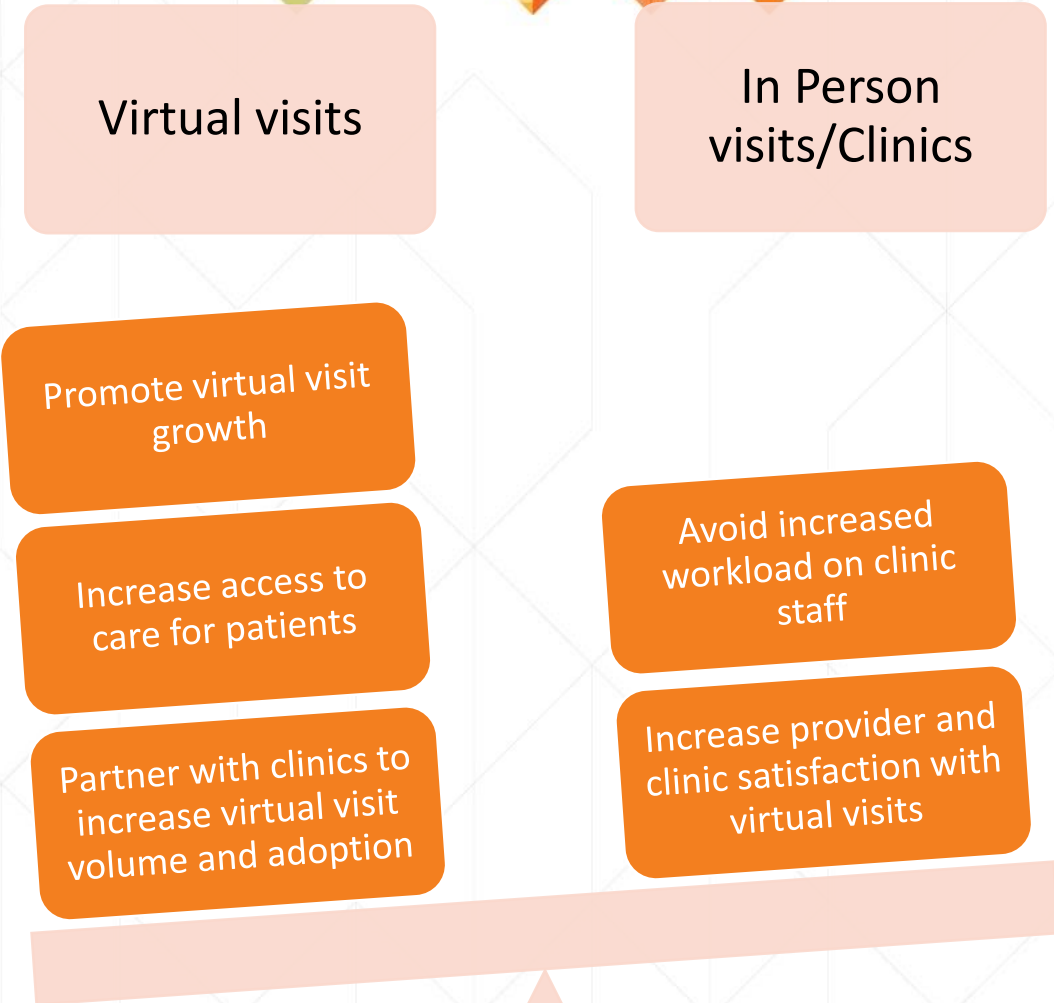 Virtual visits
In Person
visits/Clinics
Promote virtual visit
growth
Increase access to
care for patients
Partner with clinics to
increase virtual visit
volume and adoption
Avoid increased
workload on clinic
staff
Increase provider and
clinic satisfaction with
virtual visits